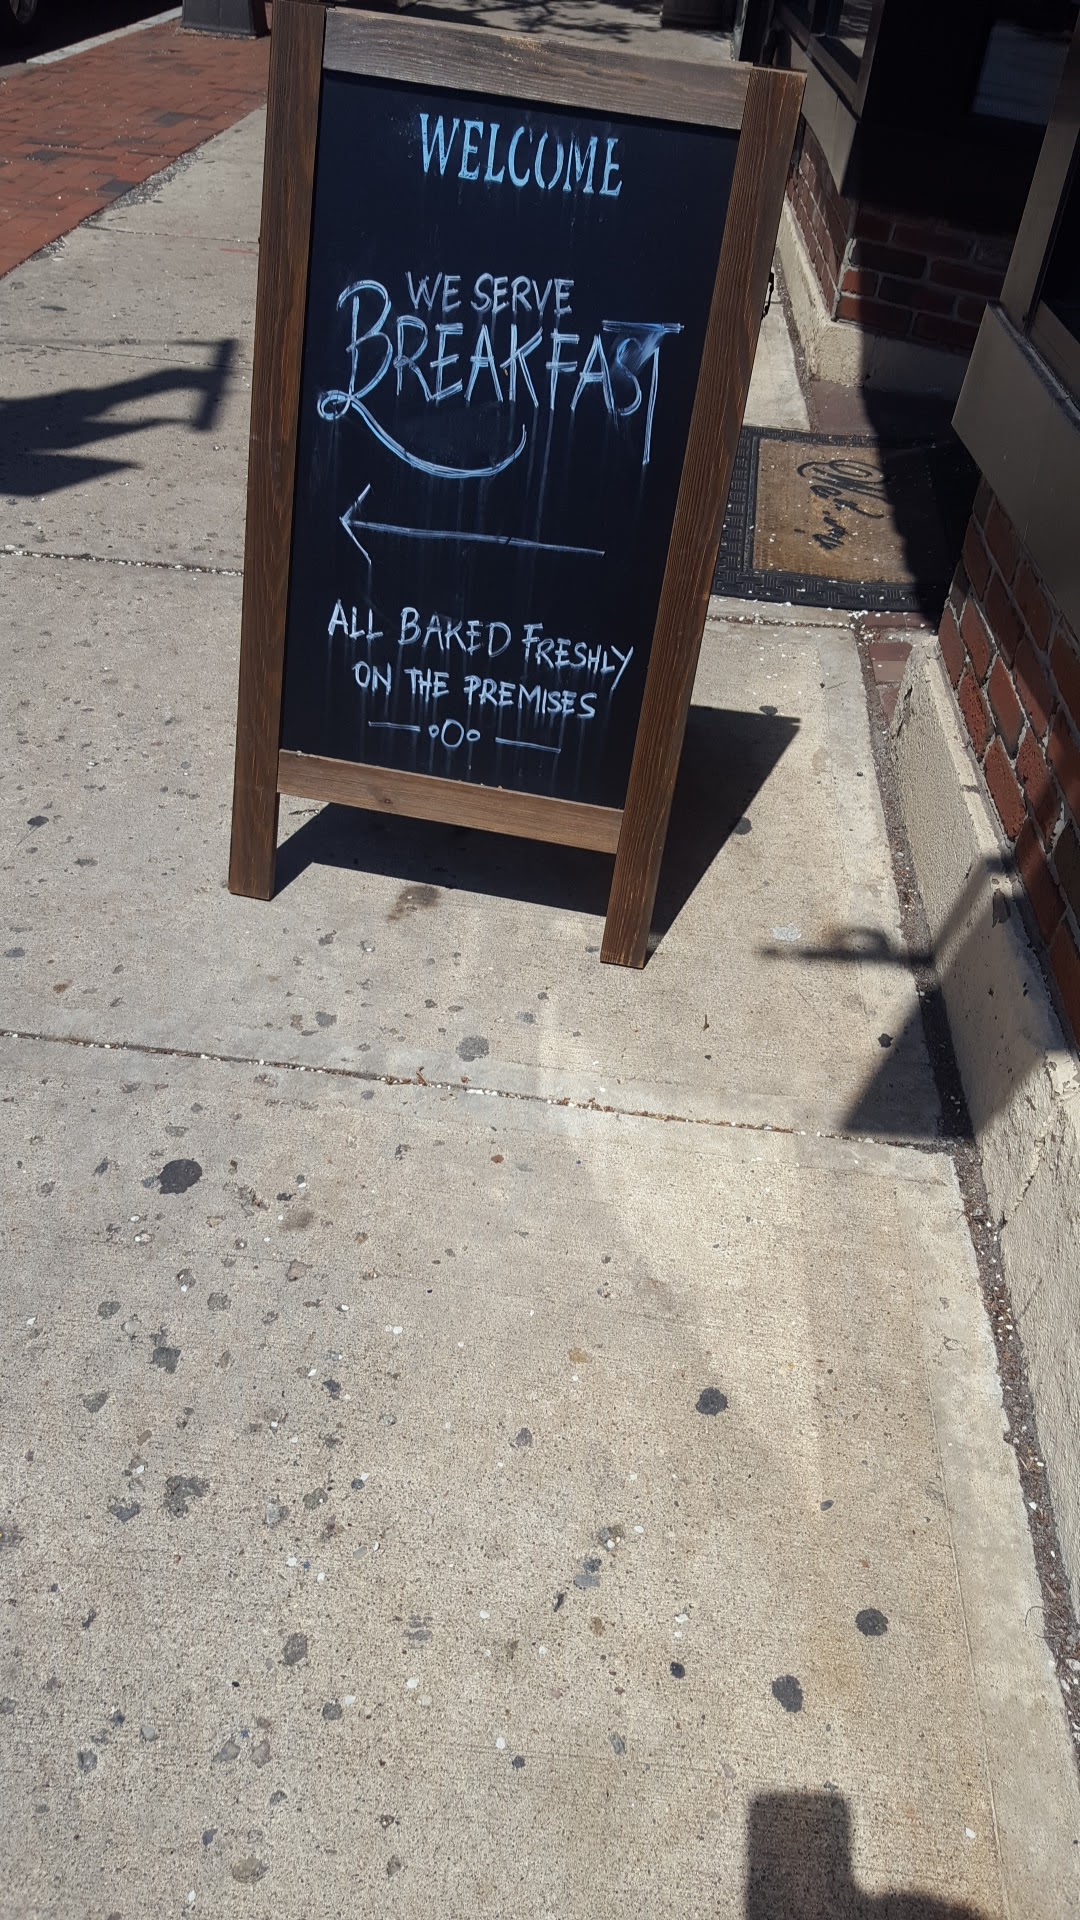 WELCOME
WE SERVE
BREAKFAST
ALL BAKED FRESHLY
ON THE PREMISES